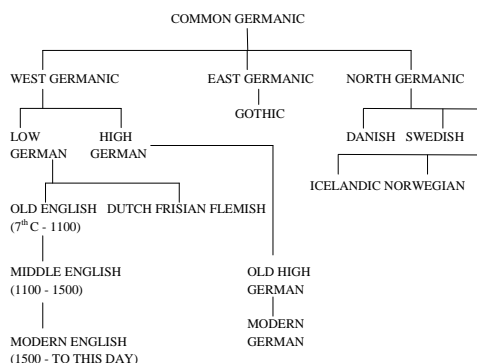 COMMON GERMANIC
WEST GERMANIC EAST GERMANIC NORTH GERMANIC
GOTHIC
LOW GERMAN
HIGH GERMAN
DANISH SWEDISH
ICELANDIC NORWEGIAN
OLD ENGLISH DUTCH FRISIAN FLEMISH
(7th C - 1100)
MIDDLE ENGLISH
(1100 - 1500)
OLD HIGH
GERMAN
MODERN ENGLISH
(1500 - TO THIS DAY)
MODERN
GERMAN